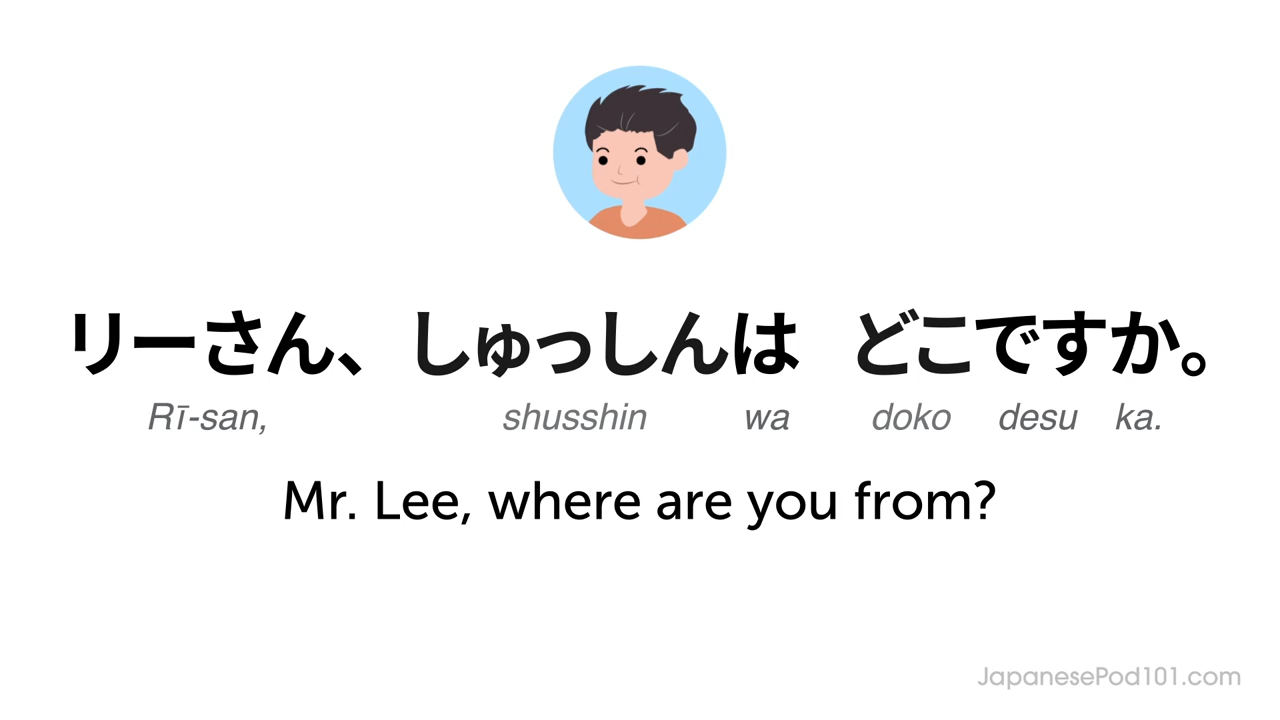 リーさん、しゅっしんは どこですか。
Rī-san, shusshin wa doko desu ka.
Mr. Lee, where are you from?
JapanesePod101.com